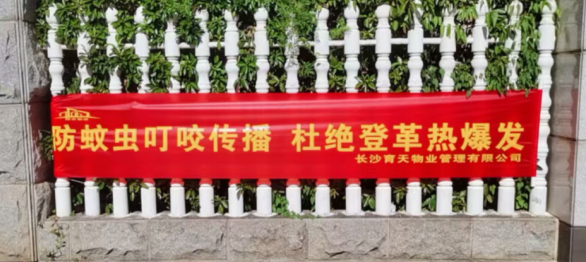 防蚊虫叮咬传播 杜绝登革热爆发
长沙育天物业管理有限公司